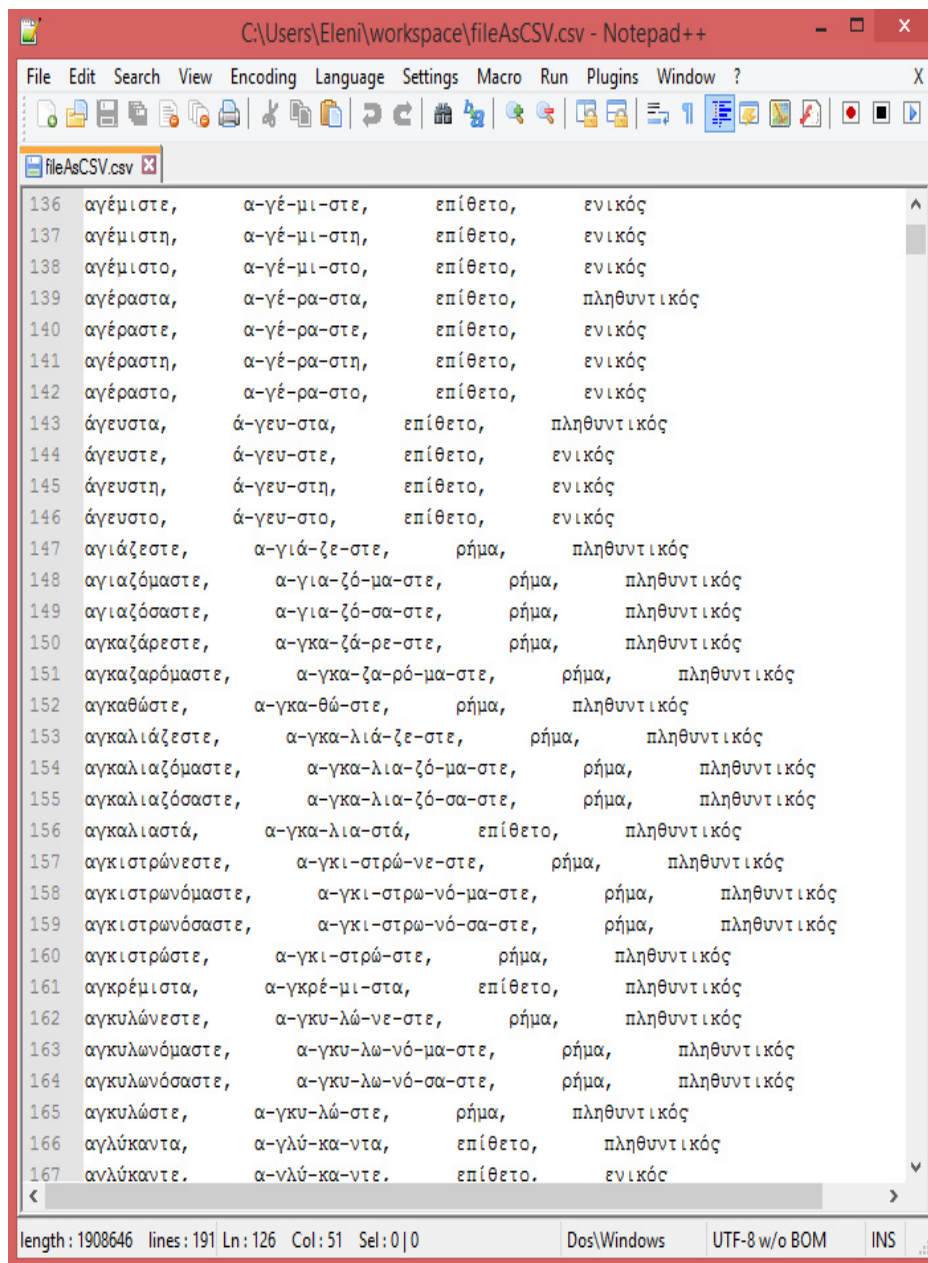 C:\Users\Eleni\workspace\fileAsCSV.csv - Notepad++
File Edit Search View Encoding Language Settings Macro Run Plugins Window ? X
fileAsCSV.csv
136 αγέμιστε, α-γέ-μι-στε, επίθετο, ενικός
137 αγέμιστη, α-γέ-μι-στη, επίθετο, ενικός
138 αγέμιστο, α-γέ-μι-στο, επίθετο, ενικός
139 αγέραστα, α-γέ-ρα-στα, επίθετο, πληθυντικός
140 αγέραστε, α-γέ-ρα-στε, επίθετο, ενικός
141 αγέραστη, α-γέ-ρα-στη, επίθετο, ενικός
142 αγέραστο, α-γέ-ρα-στο, επίθετο, ενικός
143 άγευστα, ά-γευ-στα, επίθετο, πληθυντικός
144 άγευστε, ά-γευ-στε, επίθετο, ενικός
145 άγευστη, ά-γευ-στη, επίθετο, ενικός
146 άγευστο, ά-γευ-στο, επίθετο, ενικός
147 αγιάζεστε, α-γιά-ζε-στε, ρήμα, πληθυντικός
148 αγιαζόμαστε, α-για-ζό-μα-στε, ρήμα, πληθυντικός
149 αγιαζόσαστε, α-για-ζό-σα-στε, ρήμα, πληθυντικός
150 αγκαζάρεστε, α-γκα-ζά-ρε-στε, ρήμα, πληθυντικός
151 αγκαζαρόμαστε, α-γκα-ζα-ρό-μα-στε, ρήμα, πληθυντικός
152 αγκαθώστε, α-γκα-θώ-στε, ρήμα, πληθυντικός
153 αγκαλιάζεστε, α-γκα-λιά-ζε-στε, ρήμα, πληθυντικός
154 αγκαλιαζόμαστε, α-γκα-λια-ζό-μα-στε, ρήμα, πληθυντικός
155 αγκαλιαζόσαστε, α-γκα-λια-ζό-σα-στε, ρήμα, πληθυντικός
156 αγκαλιαστά, α-γκα-λια-στά, επίθετο, πληθυντικός
157 αγκιστρώνεστε, α-γκι-στρώ-νε-στε, ρήμα, πληθυντικός
158 αγκιστρωνόμαστε, α-γκι-στρω-νό-μα-στε, ρήμα, πληθυντικός
159 αγκιστρωνόσαστε, α-γκι-στρω-νό-σα-στε, ρήμα, πληθυντικός
160 αγκιστρώστε, α-γκι-στρώ-στε, ρήμα, πληθυντικός
161 αγκρέμιστα, α-γκρέ-μι-στα, επίθετο, πληθυντικός
162 αγκυλώνεστε, α-γκυ-λώ-νε-στε, ρήμα, πληθυντικός
163 αγκυλωνόμαστε, α-γκυ-λω-νό-μα-στε, ρήμα, πληθυντικός
164 αγκυλωνόσαστε, α-γκυ-λω-νό-σα-στε, ρήμα, πληθυντικός
165 αγκυλώστε, α-γκυ-λώ-στε, ρήμα, πληθυντικός
166 αγλύκαντα, α-γλύ-κα-ντα, επίθετο, πληθυντικός
167 αγλύκαντε, α-γλύ-κα-ντε, επίθετο, ενικός
length : 1908646 lines : 191 Ln : 126 Col : 51 Sel : 0 | 0 Dos\Windows UTF-8 w/o BOM INS